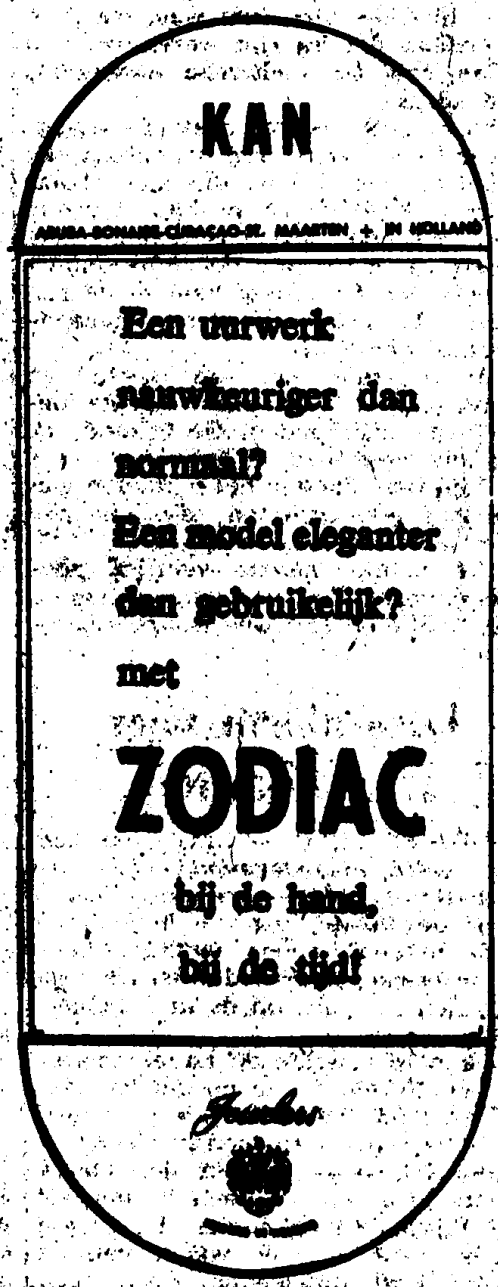 KAN
ARUBA-BONAIRE-CURAÇAO-ST. MAARTEN + IN HOLLAND
Een uurwerk
nauwkeuriger dan
normaal?
Een model eleganter
dan gebruikelijk?
met
ZODIAC
bij de hand,
bij de tijd!
Jewelers